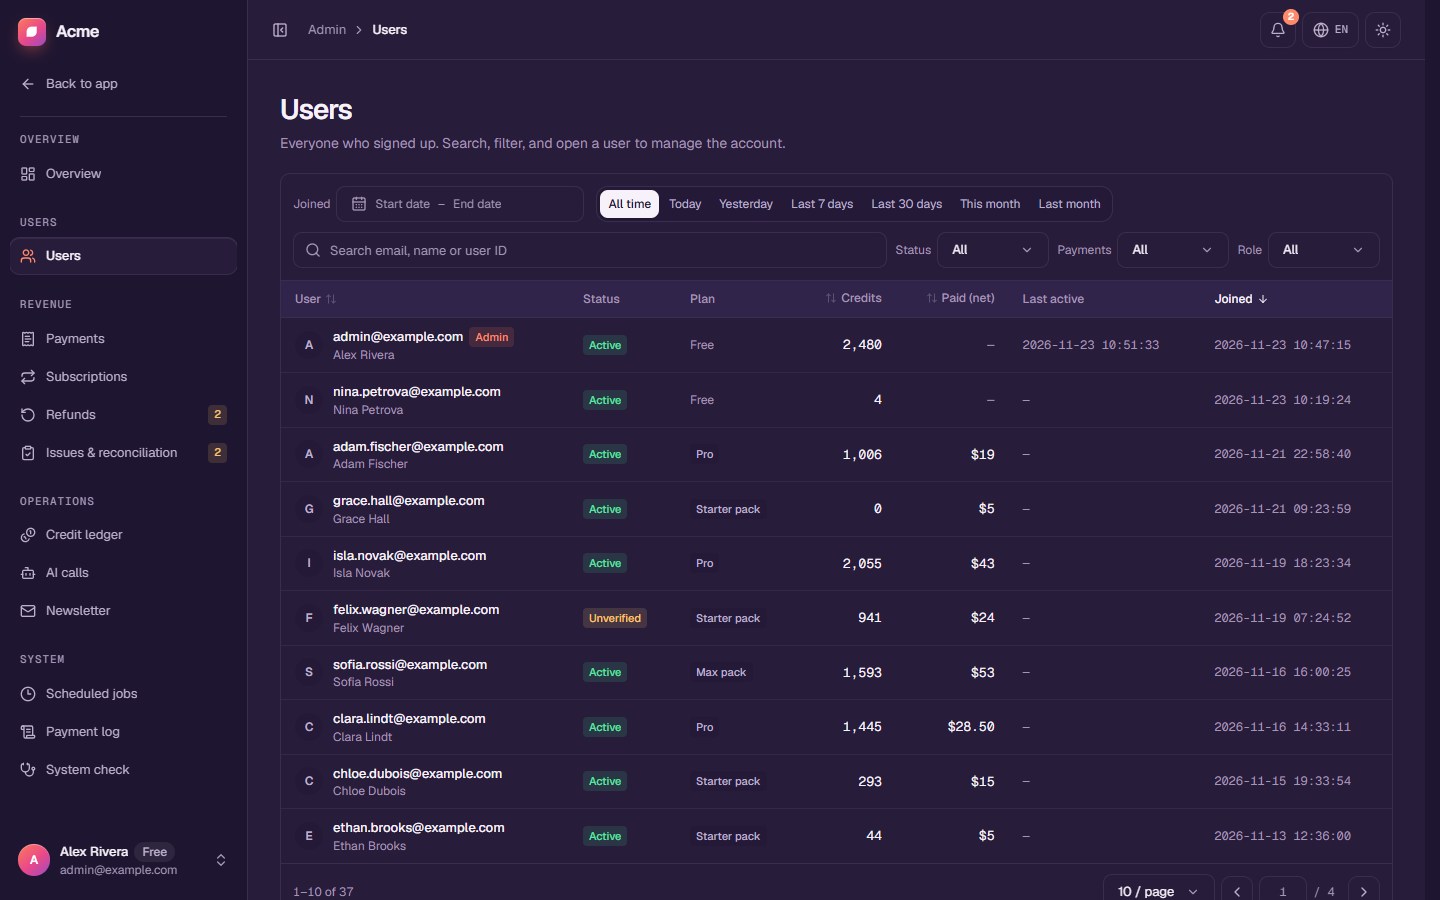 Acme
Back to app
OVERVIEW
Overview
USERS
Users
REVENUE
Payments
Subscriptions
Refunds 2
Issues & reconciliation 2
OPERATIONS
Credit ledger
AI calls
Newsletter
SYSTEM
Scheduled jobs
Payment log
System check
A Alex Rivera Free
admin@example.com
Admin > Users
2
EN
Users
Everyone who signed up. Search, filter, and open a user to manage the account.
Joined Start date – End date All time Today Yesterday Last 7 days Last 30 days This month Last month
Search email, name or user ID Status All Payments All Role All
User Status Plan Credits Paid (net) Last active Joined
A admin@example.com Admin Active Free 2,480 – 2026-11-23 10:51:33 2026-11-23 10:47:15
Alex Rivera
N nina.petrova@example.com Active Free 4 – – 2026-11-23 10:19:24
Nina Petrova
A adam.fischer@example.com Active Pro 1,006 $19 – 2026-11-21 22:58:40
Adam Fischer
G grace.hall@example.com Active Starter pack 0 $5 – 2026-11-21 09:23:59
Grace Hall
I isla.novak@example.com Active Pro 2,055 $43 – 2026-11-19 18:23:34
Isla Novak
F felix.wagner@example.com Unverified Starter pack 941 $24 – 2026-11-19 07:24:52
Felix Wagner
S sofia.rossi@example.com Active Max pack 1,593 $53 – 2026-11-16 16:00:25
Sofia Rossi
C clara.lindt@example.com Active Pro 1,445 $28.50 – 2026-11-16 14:33:11
Clara Lindt
C chloe.dubois@example.com Active Starter pack 293 $15 – 2026-11-15 19:33:54
Chloe Dubois
E ethan.brooks@example.com Active Starter pack 44 $5 – 2026-11-13 12:36:00
Ethan Brooks
1–10 of 37 10 / page 1 / 4